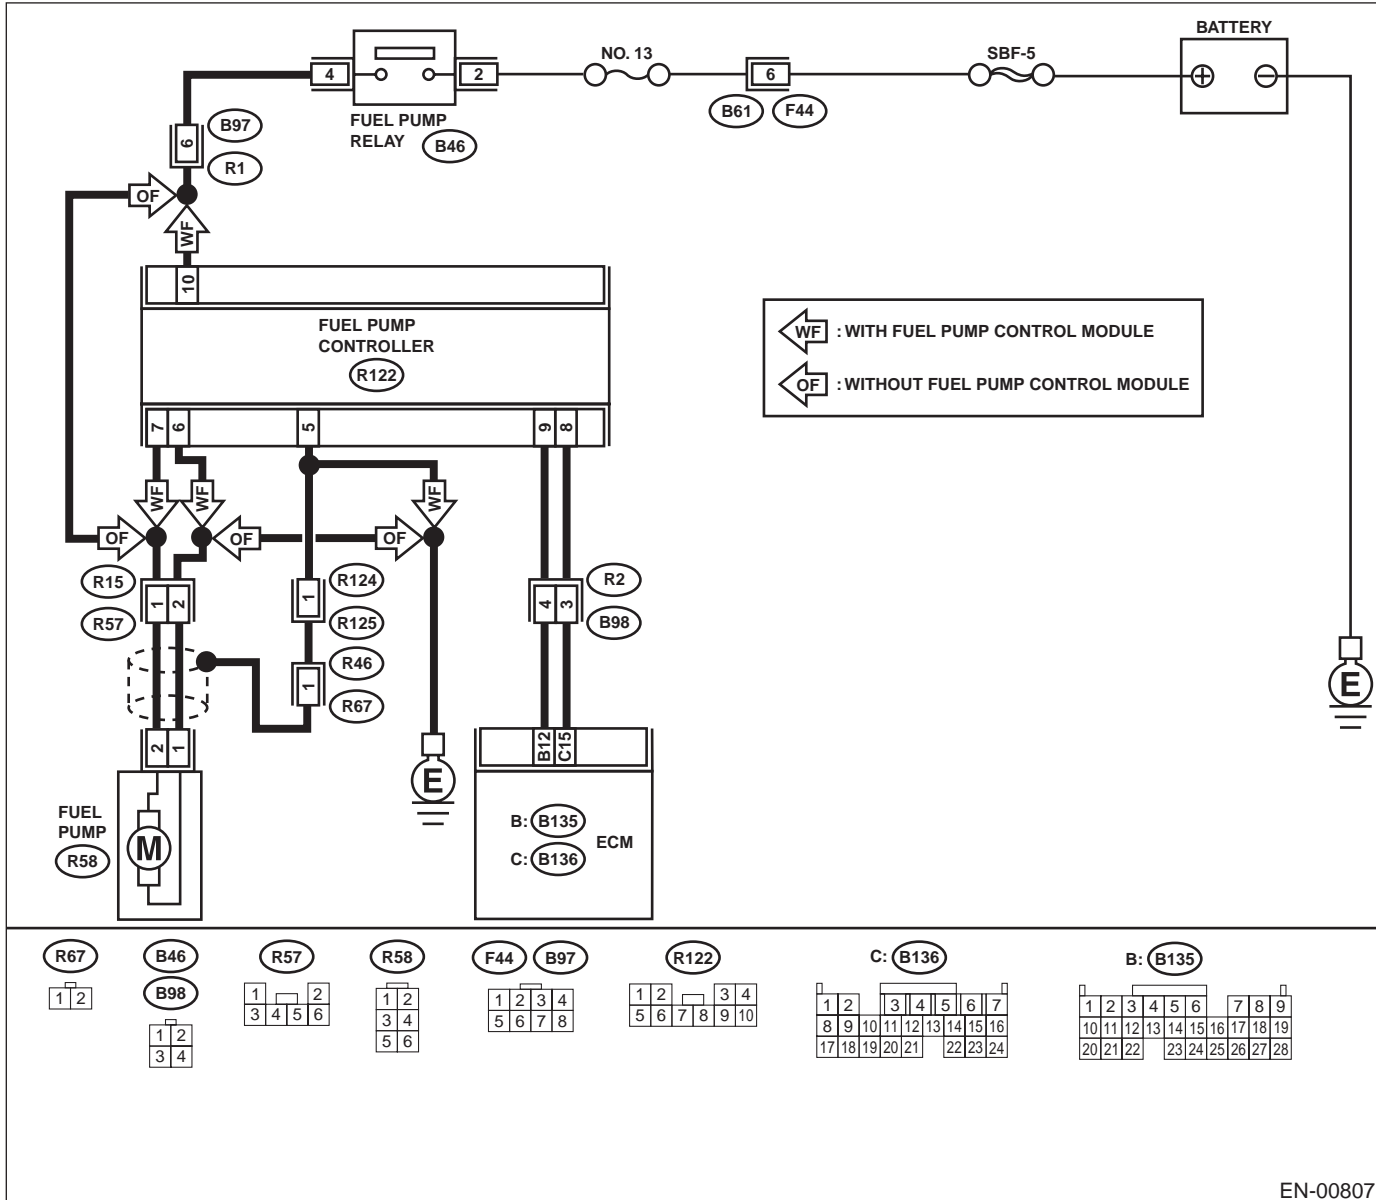 BATTERY
NO. 13
SBF-5
4
2
6
B61
F44
FUEL PUMP
RELAY
B46
6
B97
R1
OF
WF
10
FUEL PUMP
CONTROLLER
R122
WF : WITH FUEL PUMP CONTROL MODULE
OF : WITHOUT FUEL PUMP CONTROL MODULE
7 6 5 9 8
WF WF WF
OF OF OF
R15
R57
1 2
1
R124
R125
4 3
R2
B98
1
R46
R67
2 1
B12 C15
E
E
FUEL
PUMP
R58
M
B: B135
ECM
C: B136
R67
1 2
B46
B98
1 2
3 4
R57
1 2
3 4 5 6
R58
1 2
3 4
5 6
F44 B97
1 2 3 4
5 6 7 8
R122
1 2 3 4
5 6 7 8 9 10
C: B136
1 2 3 4 5 6 7
8 9 10 11 12 13 14 15 16
17 18 19 20 21 22 23 24
B: B135
1 2 3 4 5 6 7 8 9
10 11 12 13 14 15 16 17 18 19
20 21 22 23 24 25 26 27 28
EN-00807